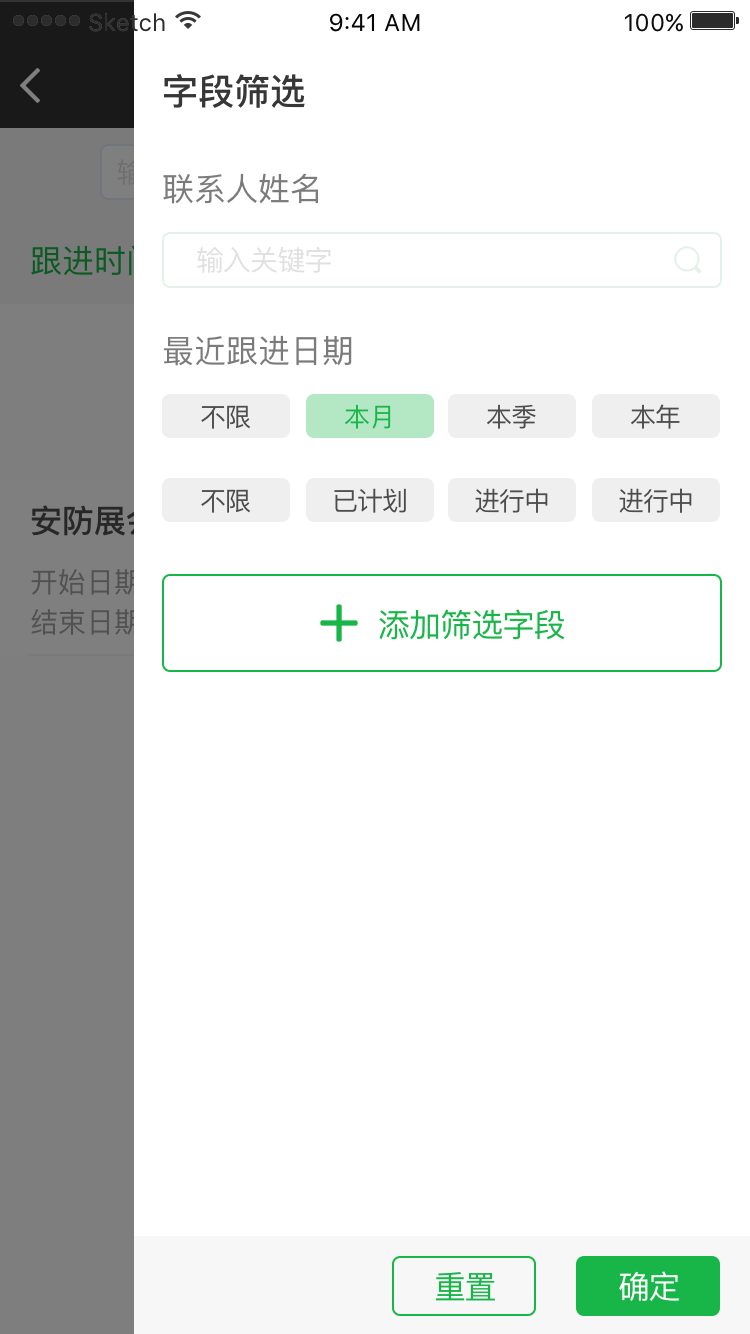 Sketch 9:41 AM 100%
字段筛选
联系人姓名
输
输入关键字
跟进时间
最近跟进日期
不限 本月 本季 本年
不限 已计划 进行中 进行中
安防展会
开始日期
结束日期
添加筛选字段
重置 确定